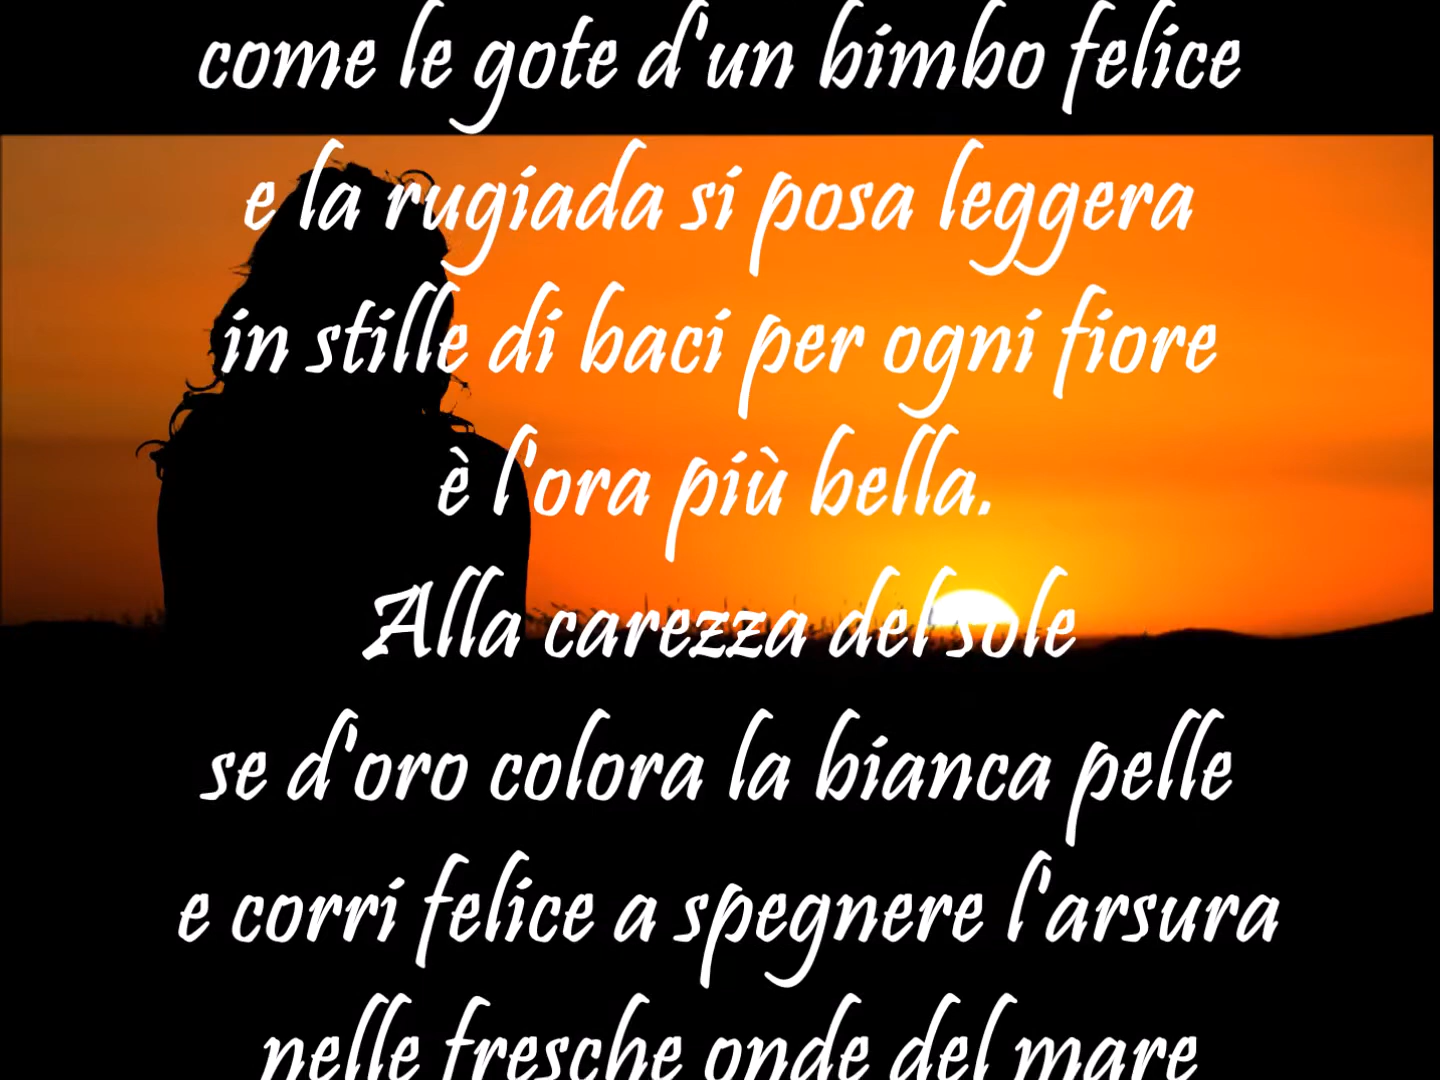 come le gote d'un bimbo felice
e la rugiada si posa leggera
in stille di baci per ogni fiore
è l'ora più bella.
Alla carezza del sole
se d'oro colora la bianca pelle
e corri felice a spegnere l'arsura
nelle fresche onde del mare